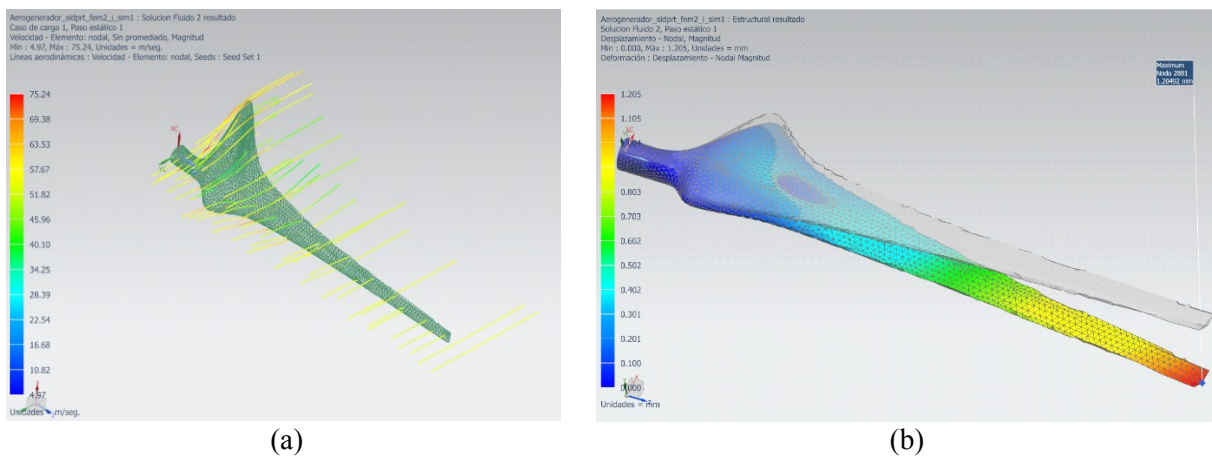 Aerogenerador_sldprt_fem2_i_sim1 : Solucion Fluido 2 resultado
Caso de carga 1, Paso estático 1
Velocidad - Elemento: nodal, Sin promediado, Magnitud
Mín : 4.97, Máx : 75.24, Unidades = m/seg.
Líneas aerodinámicas : Velocidad - Elemento: nodal, Seeds : Seed Set 1
75.24
69.38
63.53
57.67
51.82
45.96
40.10
34.25
28.39
22.54
16.68
10.82
4.97
Unidades = m/seg.
XC
YC
(a)
Aerogenerador_sldprt_fem2_i_sim1 : Estructural resultado
Solucion Fluido 2, Paso estático 1
Desplazamiento - Nodal, Magnitud
Mín : 0.000, Máx : 1.205, Unidades = mm
Deformación : Desplazamiento - Nodal Magnitud
Maximum
Nodo 2881
1.20492 mm
1.205
1.105
0.803
0.703
0.602
0.502
0.402
0.301
0.201
0.100
0.000
Unidades = mm
XC
(b)